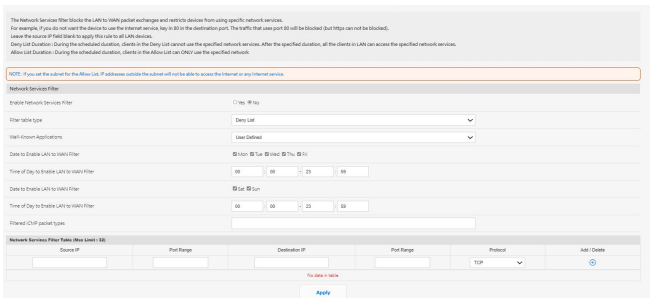 The Network Services filter blocks the LAN to WAN packet exchanges and restricts devices from using specific network services.
For example, if you do not want the device to use the Internet service, key in 80 in the destination port. The traffic that uses port 80 will be blocked (but https can not be blocked).
Leave the source IP field blank to apply this rule to all LAN devices.
Deny List Duration : During the scheduled duration, clients in the Deny List cannot use the specified network services. After the specified duration, all the clients in LAN can access the specified network services.
Allow List Duration : During the scheduled duration, clients in the Allow List can ONLY use the specified network
NOTE: If you set the subnet for the Allow List, IP addresses outside the subnet will not be able to access the Internet or any Internet service.
Network Services Filter
Enable Network Services Filter Yes No
Filter table type Deny List
Well-Known Applications User Defined
Date to Enable LAN to WAN Filter Mon Tue Wed Thu Fri
Time of Day to Enable LAN to WAN Filter 00 : 00 - 23 : 59
Date to Enable LAN to WAN Filter Sat Sun
Time of Day to Enable LAN to WAN Filter 00 : 00 - 23 : 59
Filtered ICMP packet types
Network Services Filter Table (Max Limit : 32)
Source IP Port Range Destination IP Port Range Protocol Add / Delete
TCP
No data in table.
Apply